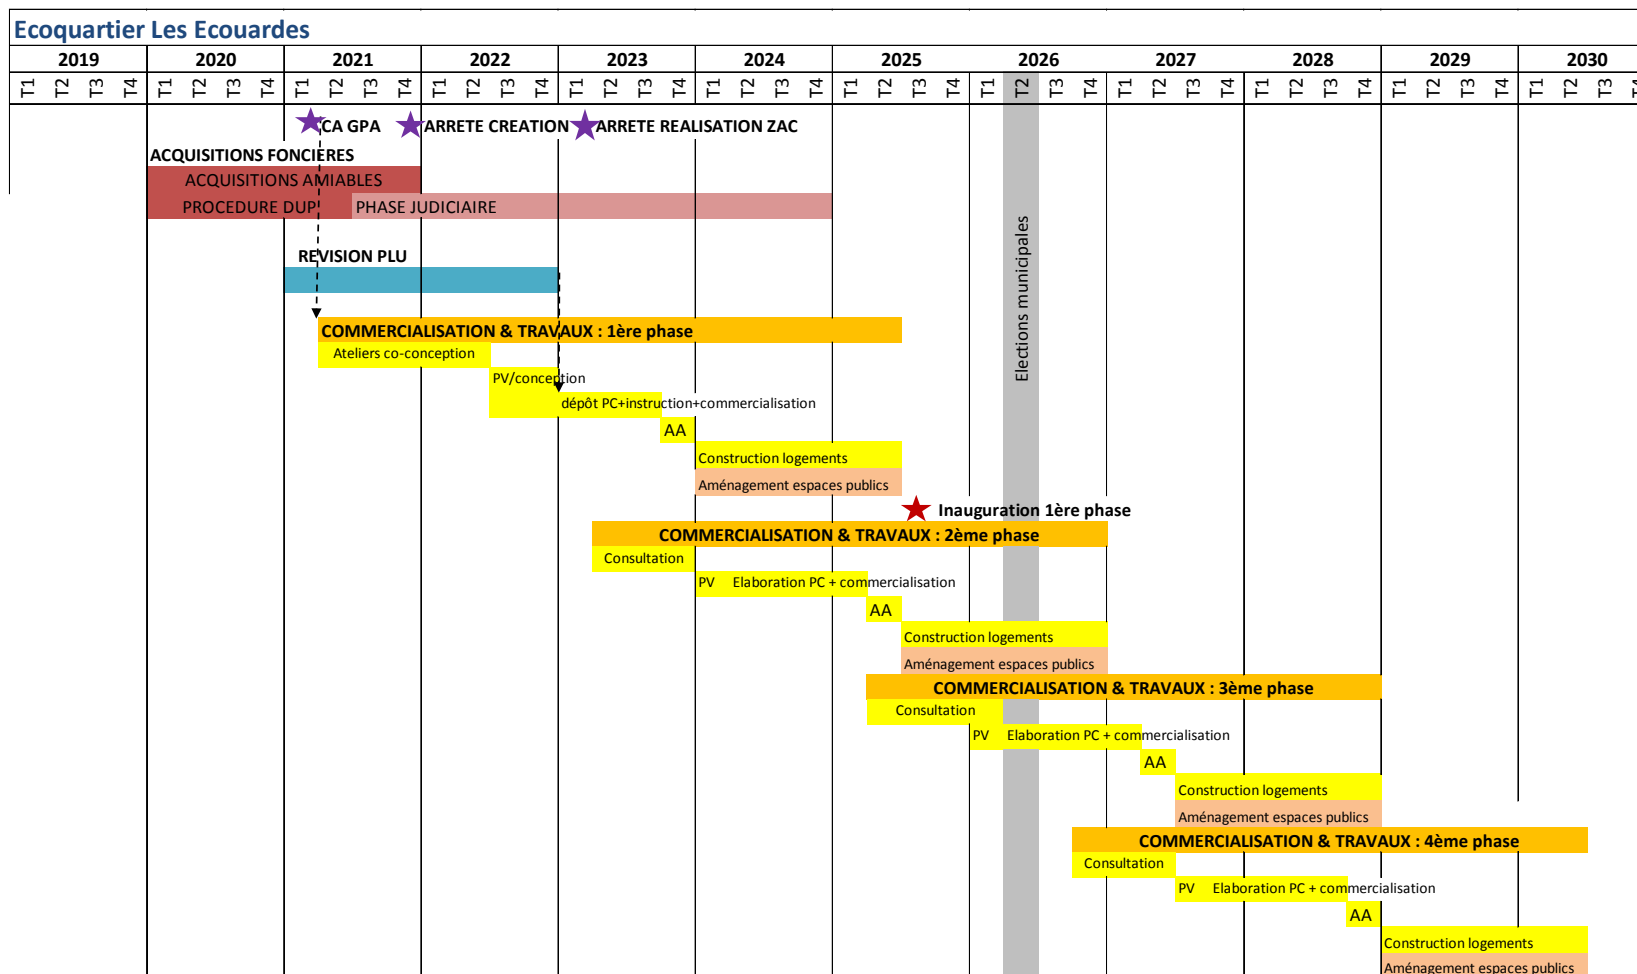 Ecoquartier Les Ecouardes
2019 2020 2021 2022 2023 2024 2025 2026 2027 2028 2029 2030
T1 T2 T3 T4 T1 T2 T3 T4 T1 T2 T3 T4 T1 T2 T3 T4 T1 T2 T3 T4 T1 T2 T3 T4 T1 T2 T3 T4 T1 T2 T3 T4 T1 T2 T3 T4 T1 T2 T3 T4 T1 T2 T3 T4 T1 T2 T3 T4
CA GPA ARRETE CREATION ARRETE REALISATION ZAC
ACQUISITIONS FONCIERES
ACQUISITIONS AMIABLES
PROCEDURE DUP PHASE JUDICIAIRE
REVISION PLU
Elections municipales
COMMERCIALISATION & TRAVAUX : 1ère phase
Ateliers co-conception
PV/conception
dépôt PC+instruction+commercialisation
AA
Construction logements
Aménagement espaces publics
Inauguration 1ère phase
COMMERCIALISATION & TRAVAUX : 2ème phase
Consultation
PV Elaboration PC + commercialisation
AA
Construction logements
Aménagement espaces publics
COMMERCIALISATION & TRAVAUX : 3ème phase
Consultation
PV Elaboration PC + commercialisation
AA
Construction logements
Aménagement espaces publics
COMMERCIALISATION & TRAVAUX : 4ème phase
Consultation
PV Elaboration PC + commercialisation
AA
Construction logements
Aménagement espaces publics